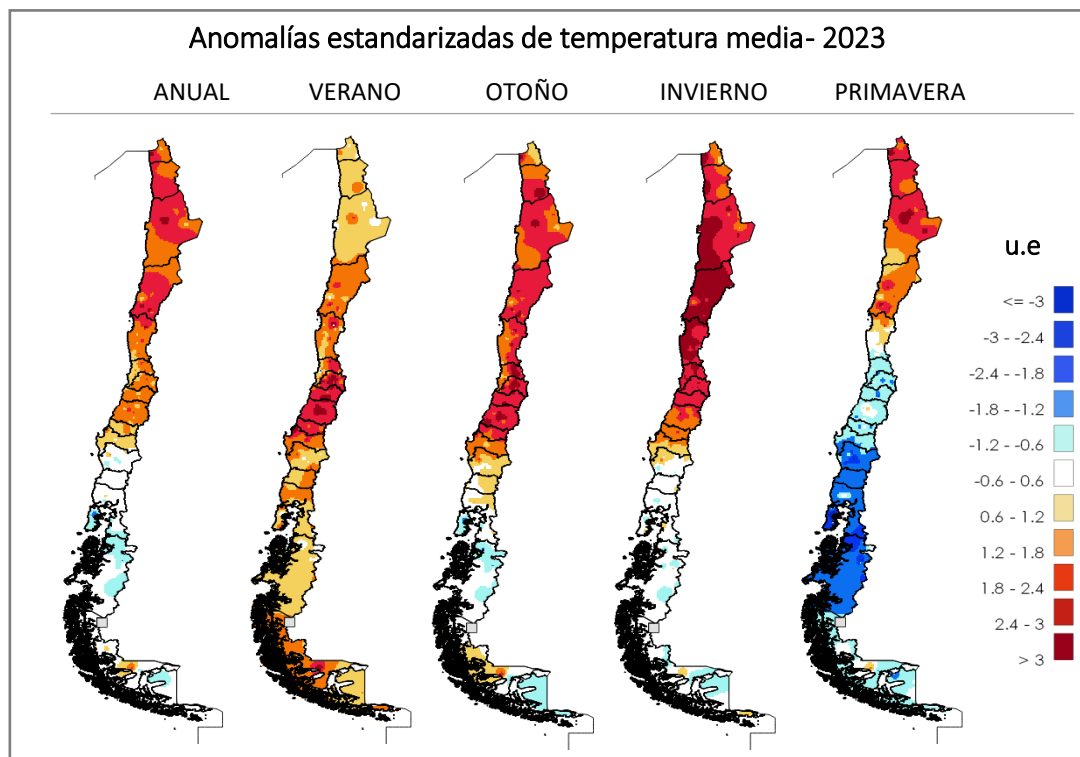 Anomalías estandarizadas de temperatura media- 2023
ANUAL VERANO OTOÑO INVIERNO PRIMAVERA
u.e
<= -3
-3 - -2.4
-2.4 - -1.8
-1.8 - -1.2
-1.2 - -0.6
-0.6 - 0.6
0.6 - 1.2
1.2 - 1.8
1.8 - 2.4
2.4 - 3
> 3